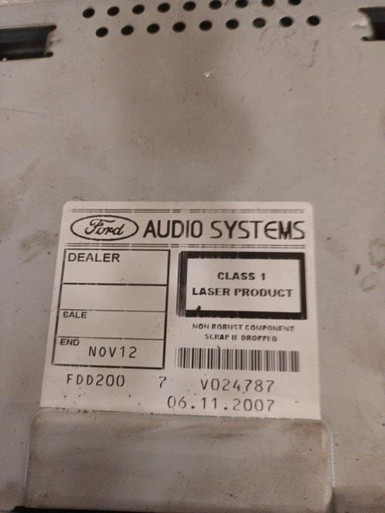 Ford AUDIO SYSTEMS
DEALER
CLASS 1
LASER PRODUCT
SALE
NON ROBUST COMPONENT
SCRAP IF DROPPED
END NOV12
FDD200 7 V024787
06.11.2007